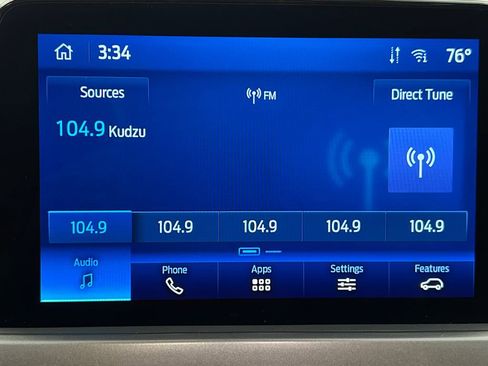 3:34 76°
Sources FM Direct Tune
104.9 Kudzu
104.9 104.9 104.9 104.9 104.9
Audio Phone Apps Settings Features